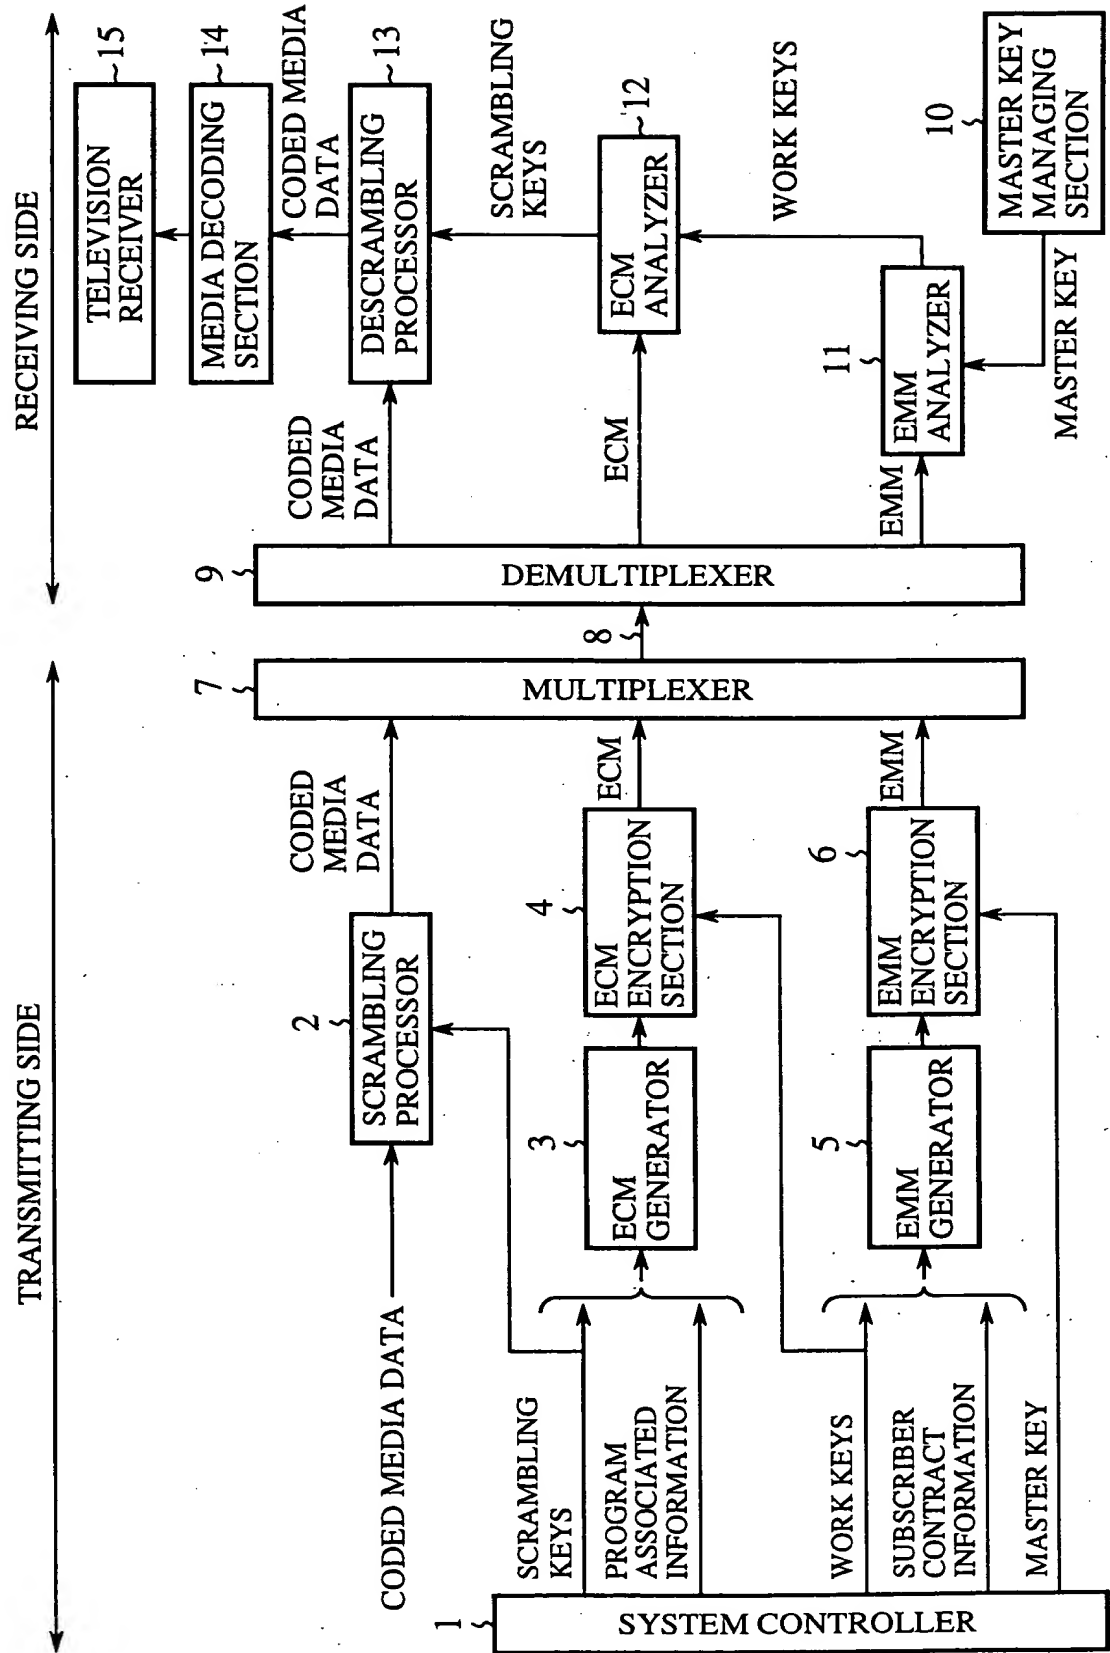 TRANSMITTING SIDE
RECEIVING SIDE
1
SYSTEM CONTROLLER
CODED MEDIA DATA
SCRAMBLING
KEYS
PROGRAM
ASSOCIATED
INFORMATION
WORK KEYS
SUBSCRIBER
CONTRACT
INFORMATION
MASTER KEY
2
SCRAMBLING
PROCESSOR
3
ECM
GENERATOR
4
ECM
ENCRYPTION
SECTION
5
EMM
GENERATOR
6
EMM
ENCRYPTION
SECTION
CODED
MEDIA
DATA
ECM
EMM
7
MULTIPLEXER
8
9
DEMULTIPLEXER
CODED
MEDIA
DATA
ECM
EMM
15
TELEVISION
RECEIVER
14
MEDIA DECODING
SECTION
CODED MEDIA
DATA
13
DESCRAMBLING
PROCESSOR
SCRAMBLING
KEYS
12
ECM
ANALYZER
WORK KEYS
11
EMM
ANALYZER
10
MASTER KEY
MANAGING
SECTION
MASTER KEY